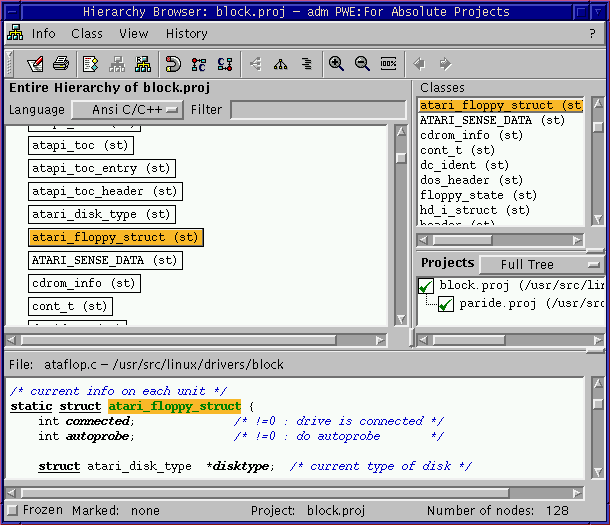 Hierarchy Browser: block.proj – adm PWE:For Absolute Projects
Info Class View History ?
100%
Entire Hierarchy of block.proj
Language Ansi C/C++ Filter
atapi_toc (st)
atapi_toc_entry (st)
atapi_toc_header (st)
atari_disk_type (st)
atari_floppy_struct (st)
ATARI_SENSE_DATA (st)
cdrom_info (st)
cont_t (st)
Classes
atari_floppy_struct (st
ATARI_SENSE_DATA (st)
cdrom_info (st)
cont_t (st)
dc_ident (st)
dos_header (st)
floppy_state (st)
hd_i_struct (st)
header (st)
Projects Full Tree
block.proj (/usr/src/lin
paride.proj (/usr/src
File: ataflop.c – /usr/src/linux/drivers/block
/* current info on each unit */
static struct atari_floppy_struct {
int connected; /* !=0 : drive is connected */
int autoprobe; /* !=0 : do autoprobe */
struct atari_disk_type *disktype; /* current type of disk */
Frozen Marked: none Project: block.proj Number of nodes: 128